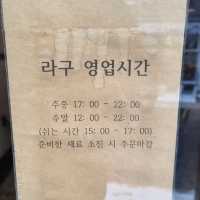 라구 영업시간
주중 17: 00 - 22: 00
주말 12: 00 - 22: 00
(쉬는 시간 15: 00 - 17: 00)
준비한 재료 소진 시 주문마감